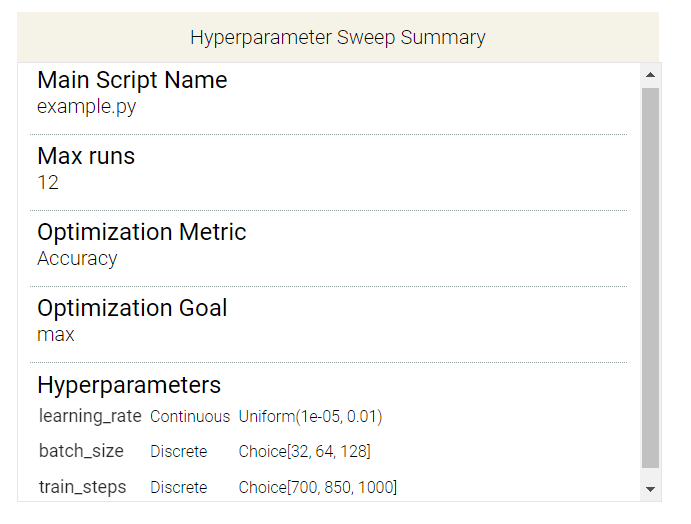 Hyperparameter Sweep Summary
Main Script Name
example.py
Max runs
12
Optimization Metric
Accuracy
Optimization Goal
max
Hyperparameters
learning_rate Continuous Uniform(1e-05, 0.01)
batch_size Discrete Choice[32, 64, 128]
train_steps Discrete Choice[700, 850, 1000]